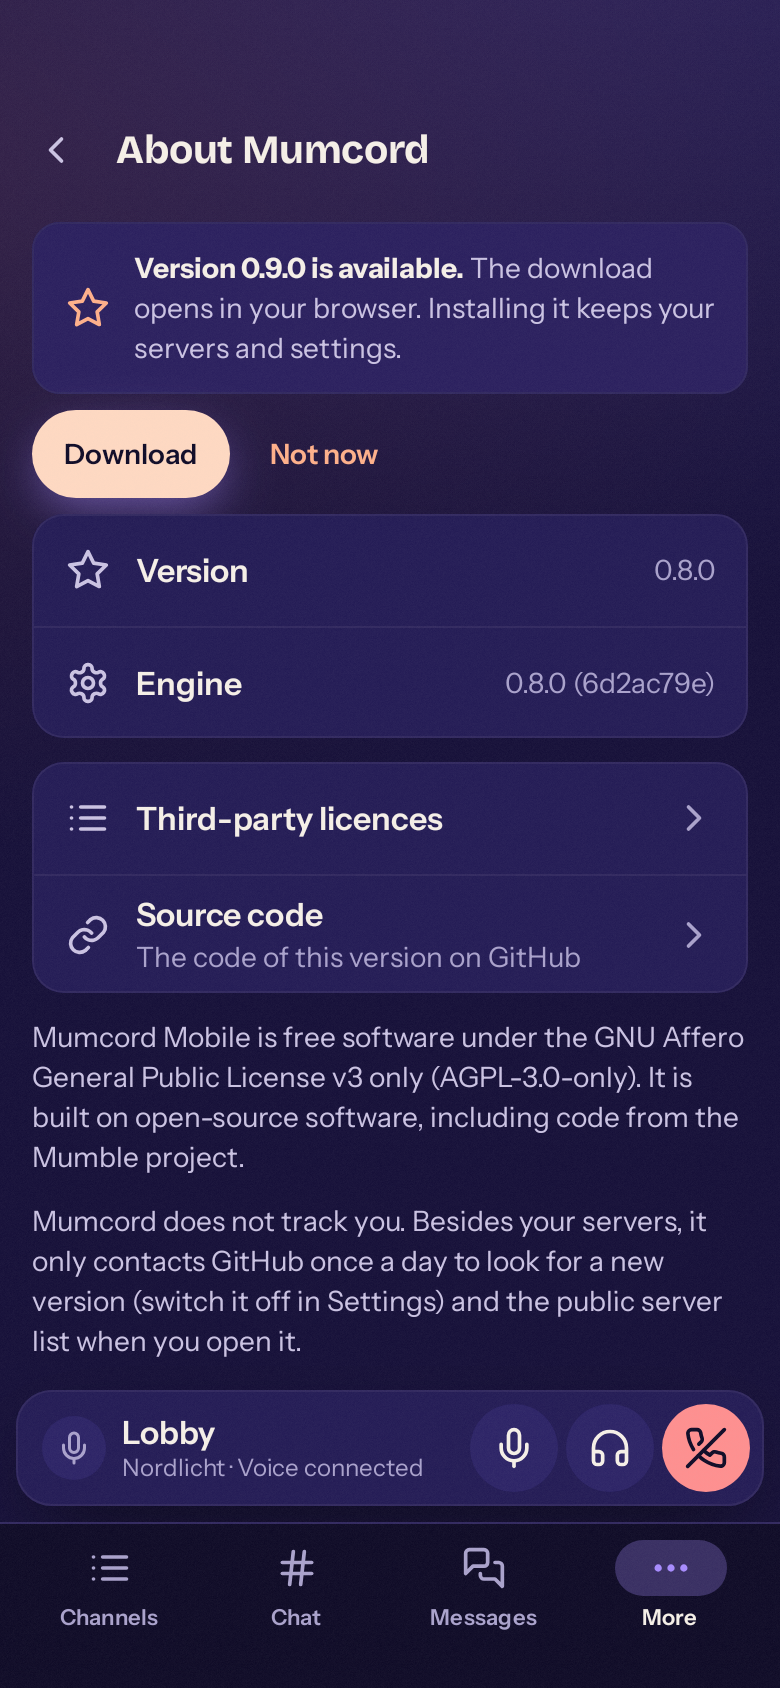 About Mumcord
Version 0.9.0 is available. The download
opens in your browser. Installing it keeps your
servers and settings.
Download
Not now
Version
0.8.0
Engine
0.8.0 (6d2ac79e)
Third-party licences
Source code
The code of this version on GitHub
Mumcord Mobile is free software under the GNU Affero
General Public License v3 only (AGPL-3.0-only). It is
built on open-source software, including code from the
Mumble project.
Mumcord does not track you. Besides your servers, it
only contacts GitHub once a day to look for a new
version (switch it off in Settings) and the public server
list when you open it.
Lobby
Nordlicht · Voice connected
Channels
Chat
Messages
More